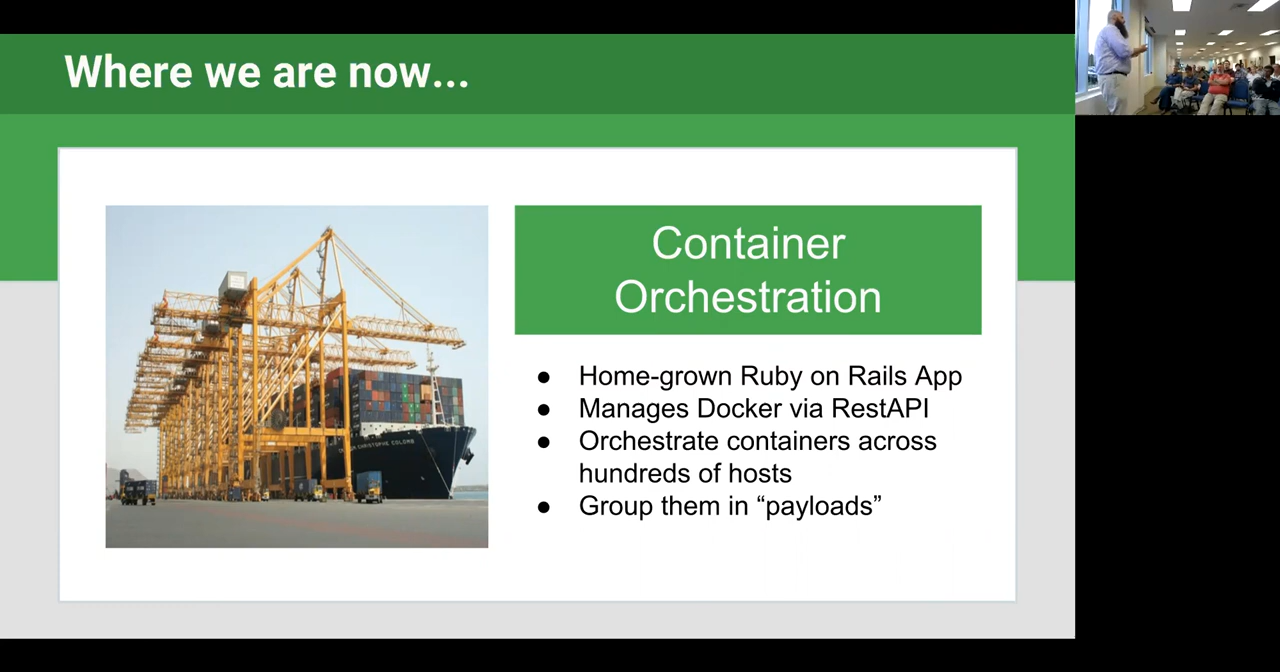 Where we are now...
Container
Orchestration
● Home-grown Ruby on Rails App
● Manages Docker via RestAPI
● Orchestrate containers across
hundreds of hosts
● Group them in “payloads”